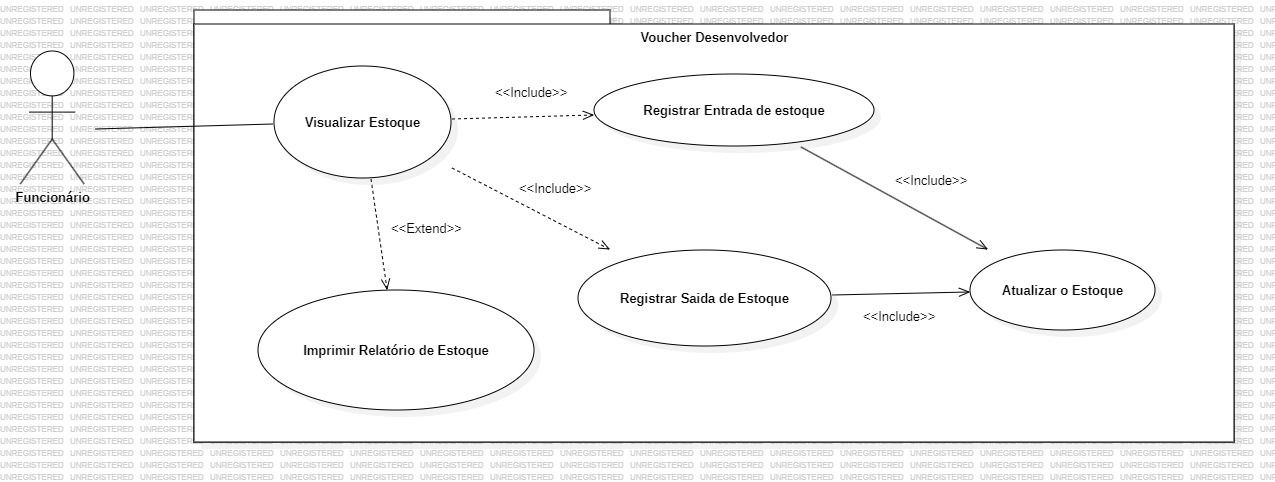 Voucher Desenvolvedor
Funcionário
Visualizar Estoque
<<Include>>
Registrar Entrada de estoque
<<Include>>
<<Include>>
<<Extend>>
Registrar Saida de Estoque
<<Include>>
Atualizar o Estoque
Imprimir Relatório de Estoque
UNREGISTERED